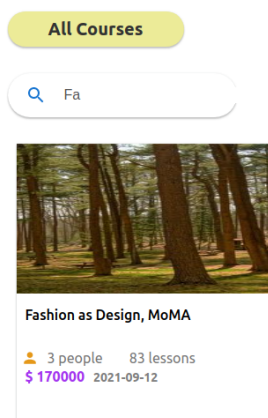 All Courses
Fa
Fashion as Design, MoMA
3 people 83 lessons
$ 170000 2021-09-12